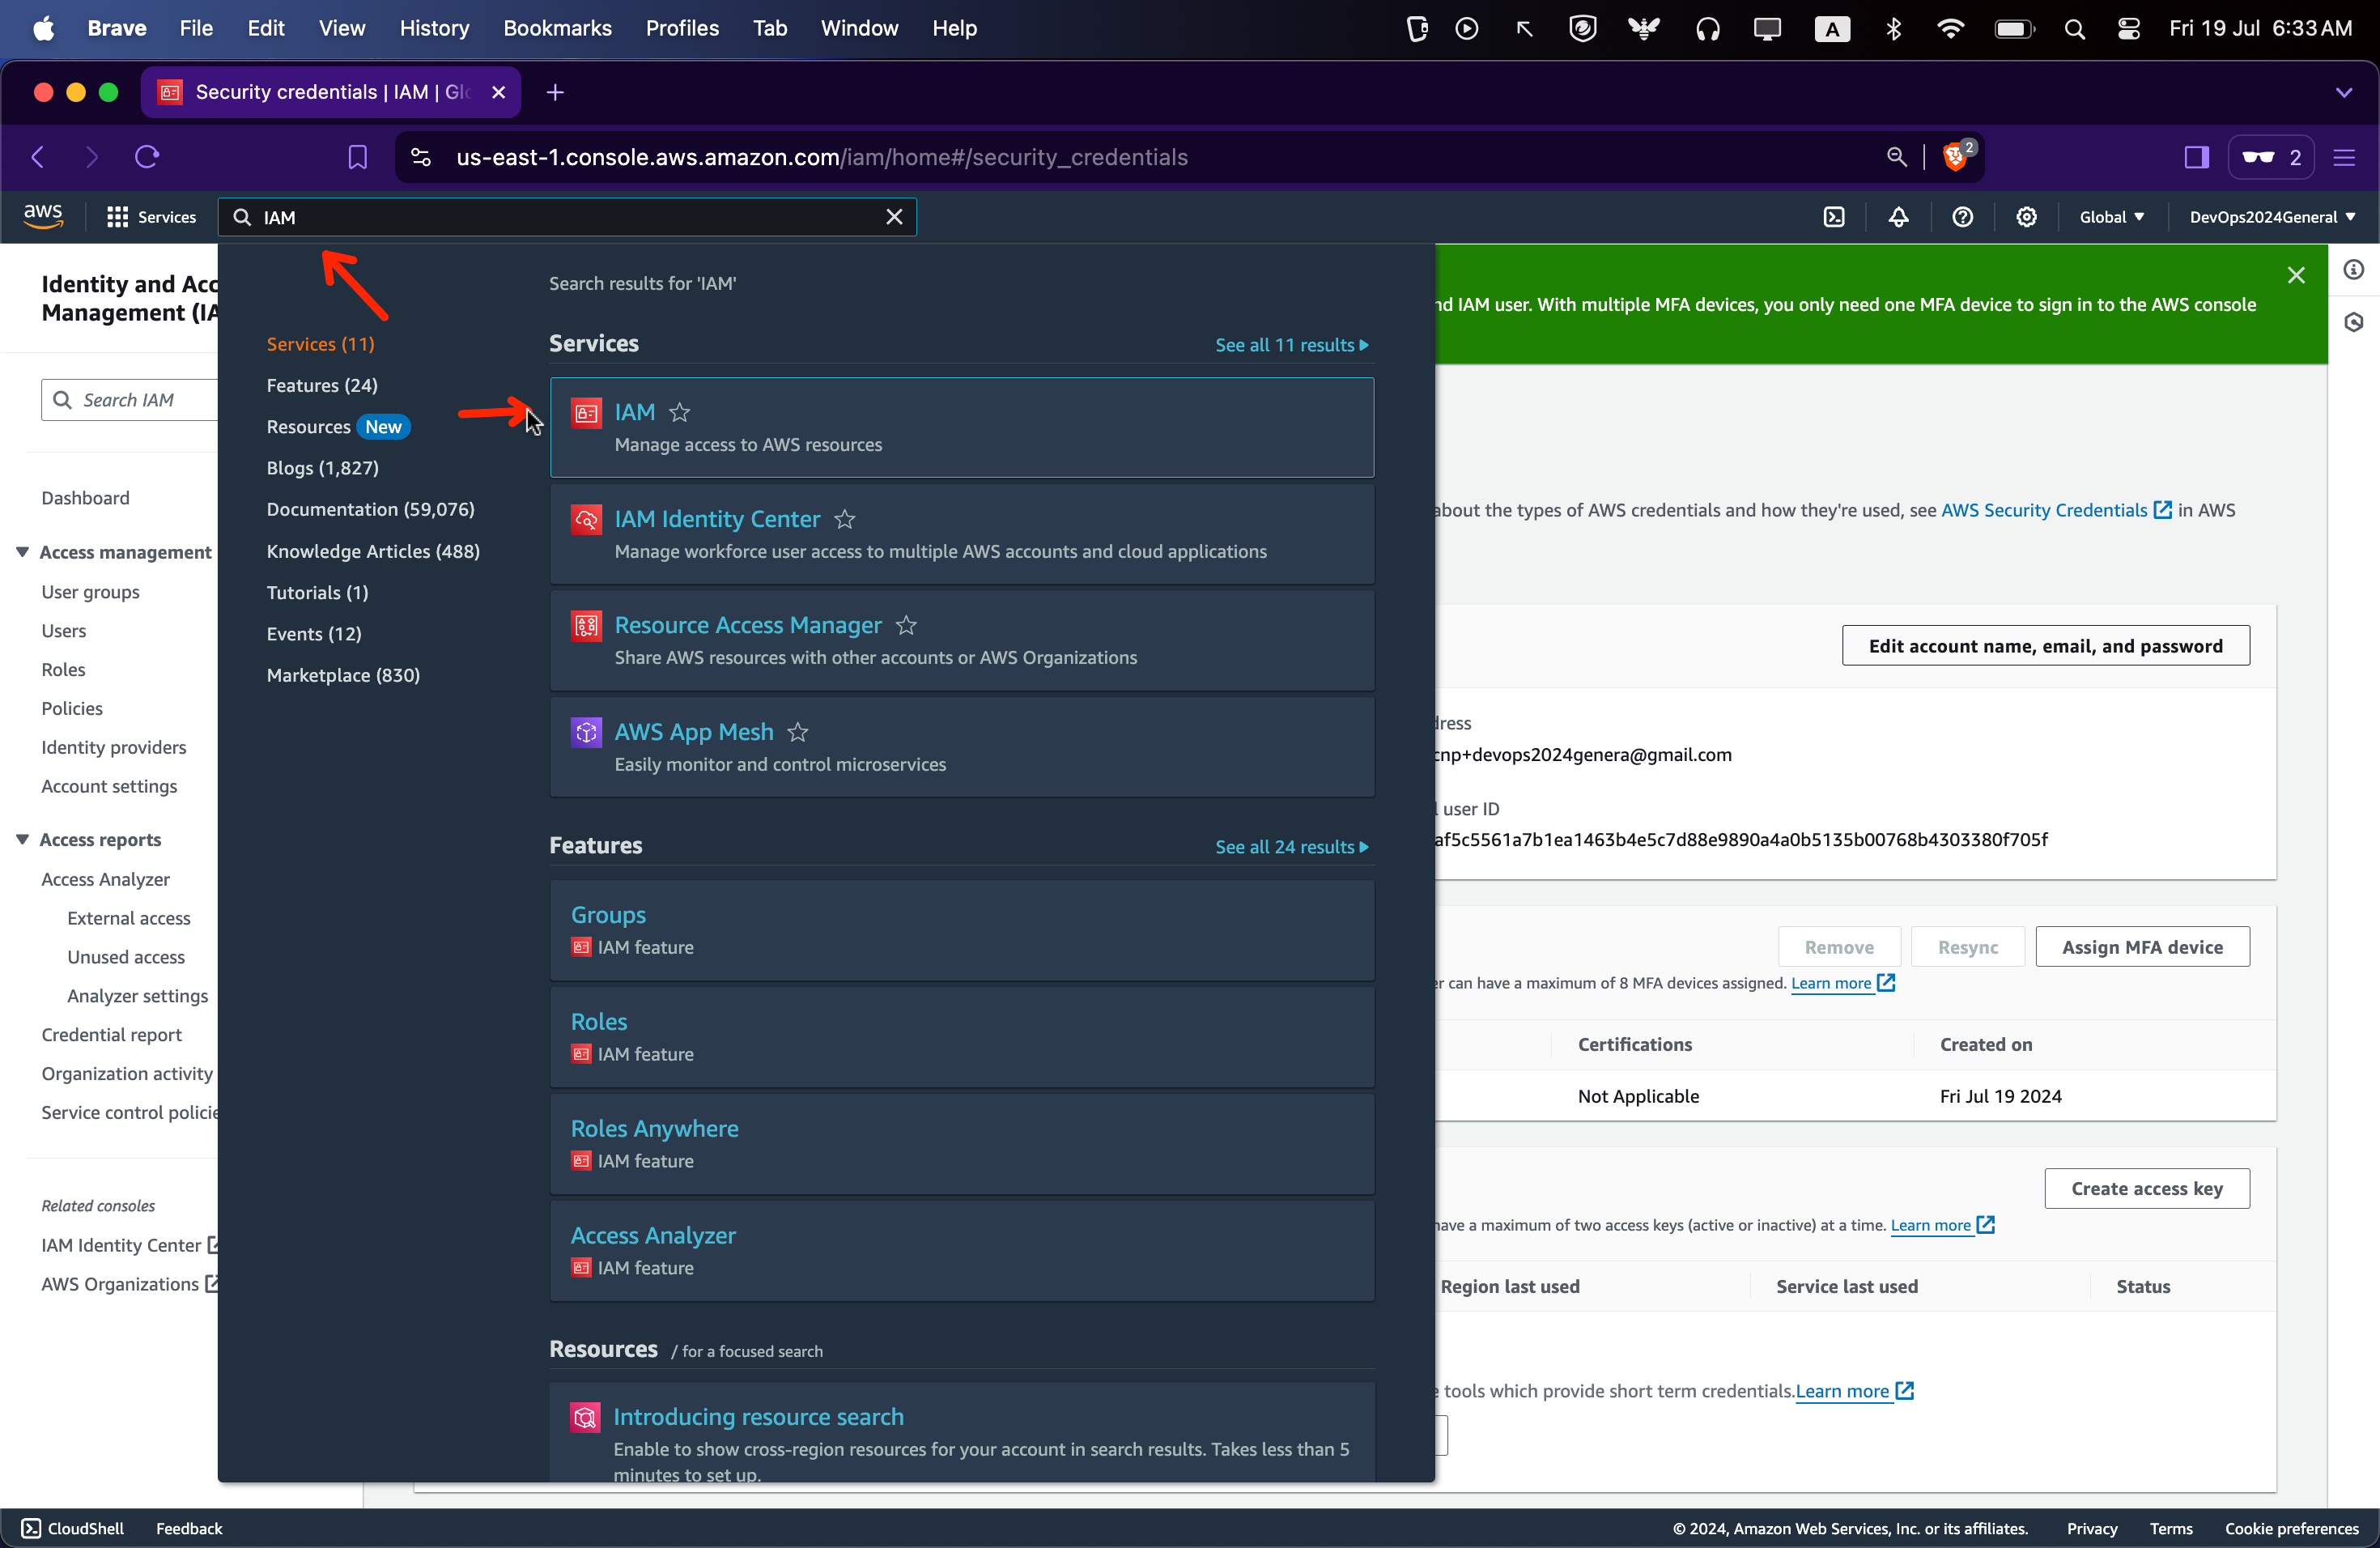 Brave File Edit View History Bookmarks Profiles Tab Window Help
A
Fri 19 Jul 6:33 AM
Security credentials | IAM | Glo
us-east-1.console.aws.amazon.com/iam/home#/security_credentials
2
2
aws
Services
IAM
Global
DevOps2024General
Identity and Acc
Management (IA
Search IAM
Dashboard
Access management
User groups
Users
Roles
Policies
Identity providers
Account settings
Access reports
Access Analyzer
External access
Unused access
Analyzer settings
Credential report
Organization activity
Service control policie
Related consoles
IAM Identity Center
AWS Organizations
Services (11)
Features (24)
Resources New
Blogs (1,827)
Documentation (59,076)
Knowledge Articles (488)
Tutorials (1)
Events (12)
Marketplace (830)
Search results for 'IAM'
Services
See all 11 results
IAM
Manage access to AWS resources
IAM Identity Center
Manage workforce user access to multiple AWS accounts and cloud applications
Resource Access Manager
Share AWS resources with other accounts or AWS Organizations
AWS App Mesh
Easily monitor and control microservices
Features
See all 24 results
Groups
IAM feature
Roles
IAM feature
Roles Anywhere
IAM feature
Access Analyzer
IAM feature
Resources / for a focused search
Introducing resource search
Enable to show cross-region resources for your account in search results. Takes less than 5
minutes to set up.
nd IAM user. With multiple MFA devices, you only need one MFA device to sign in to the AWS console
about the types of AWS credentials and how they're used, see AWS Security Credentials in AWS
Edit account name, email, and password
dress
cnp+devops2024genera@gmail.com
l user ID
af5c5561a7b1ea1463b4e5c7d88e9890a4a0b5135b00768b4303380f705f
Remove
Resync
Assign MFA device
er can have a maximum of 8 MFA devices assigned. Learn more
Certifications
Created on
Not Applicable
Fri Jul 19 2024
Create access key
have a maximum of two access keys (active or inactive) at a time. Learn more
Region last used
Service last used
Status
e tools which provide short term credentials. Learn more
CloudShell
Feedback
© 2024, Amazon Web Services, Inc. or its affiliates.
Privacy
Terms
Cookie preferences